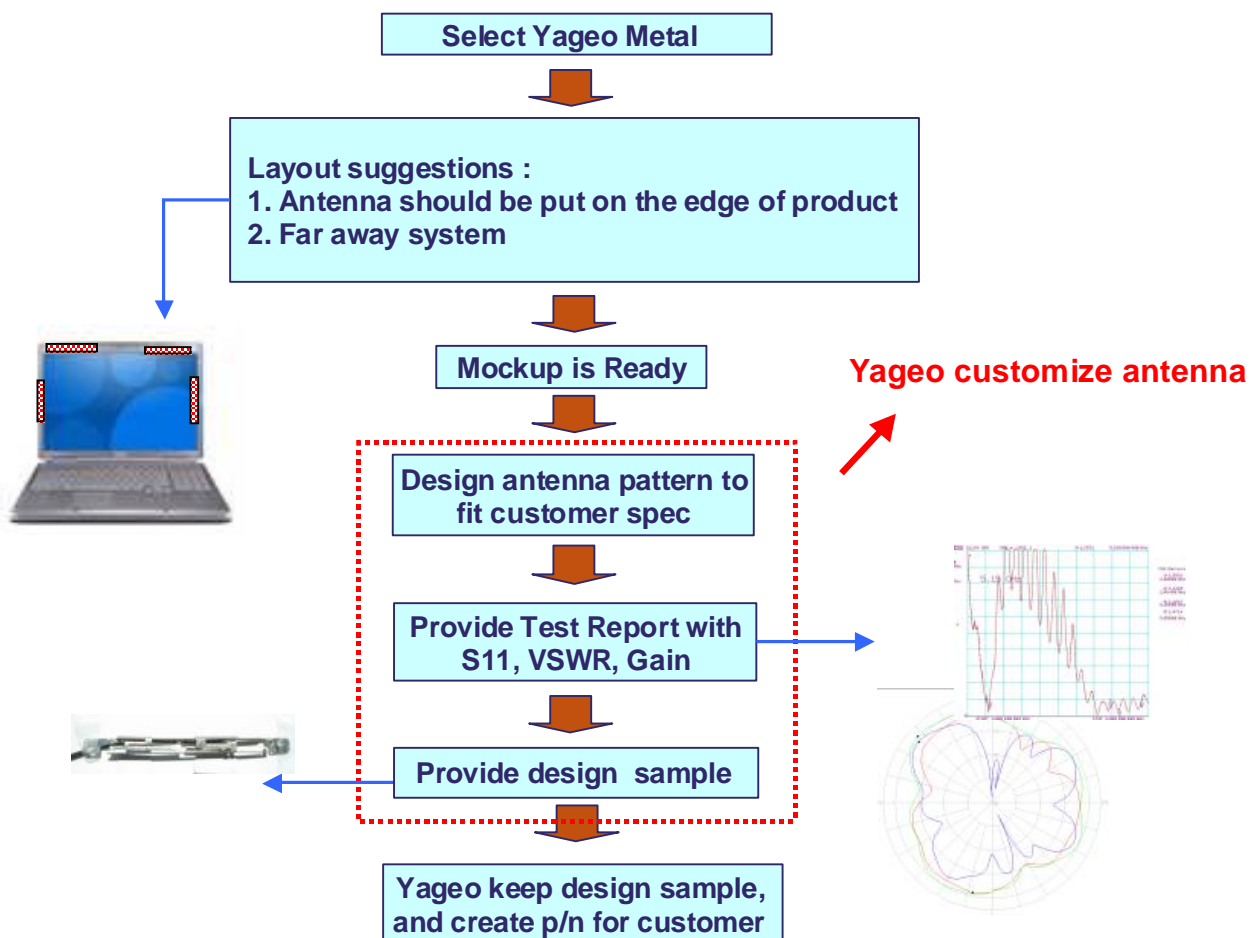 Select Yageo Metal
Layout suggestions :
1. Antenna should be put on the edge of product
2. Far away system
Mockup is Ready
Yageo customize antenna
Design antenna pattern to
fit customer spec
Provide Test Report with
S11, VSWR, Gain
Provide design sample
Yageo keep design sample,
and create p/n for customer